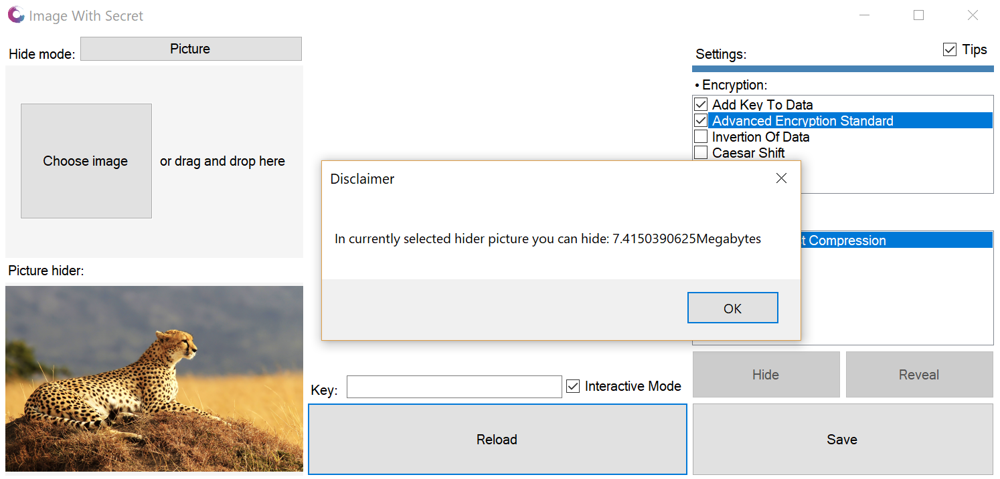 Image With Secret
Hide mode:
Picture
Settings:
Tips
• Encryption:
Add Key To Data
Advanced Encryption Standard
Invertion Of Data
Caesar Shift
Choose image
or drag and drop here
Disclaimer
In currently selected hider picture you can hide: 7.4150390625Megabytes
OK
Compression
Picture hider:
Key:
Interactive Mode
Hide
Reveal
Reload
Save